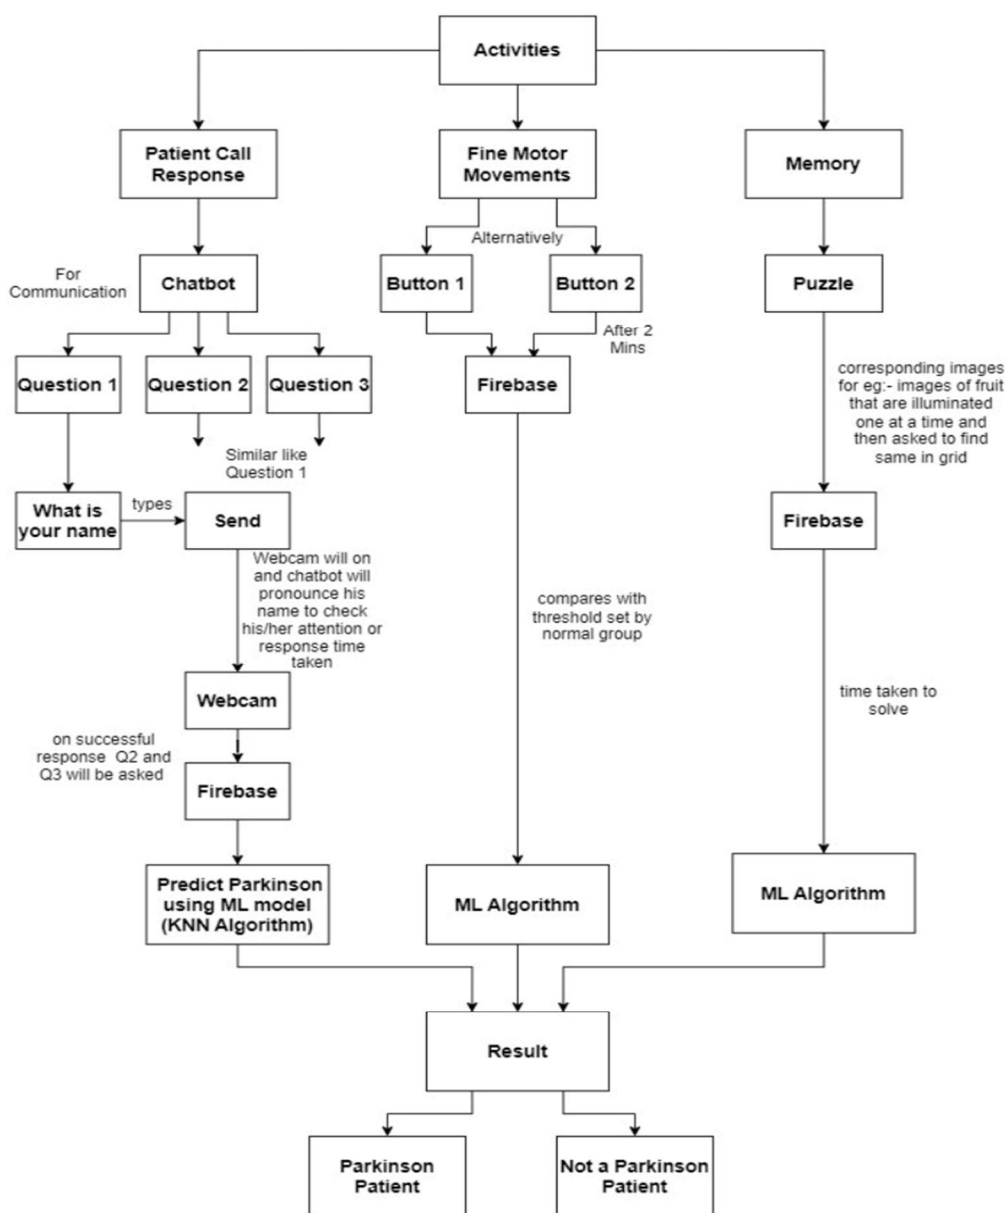 Activities
Patient Call
Response
Fine Motor
Movements
Memory
Alternatively
For
Communication
Chatbot
Button 1
Button 2
Puzzle
After 2
Mins
Question 1
Question 2
Question 3
Firebase
corresponding images
for eg:- images of fruit
that are illuminated
one at a time and
then asked to find
same in grid
Similar like
Question 1
What is
your name
types
Send
Firebase
Webcam will on
and chatbot will
pronounce his
name to check
his/her attention or
response time
taken
compares with
threshold set by
normal group
Webcam
time taken to
solve
on successful
response Q2 and
Q3 will be asked
Firebase
Predict Parkinson
using ML model
(KNN Algorithm)
ML Algorithm
ML Algorithm
Result
Parkinson
Patient
Not a Parkinson
Patient